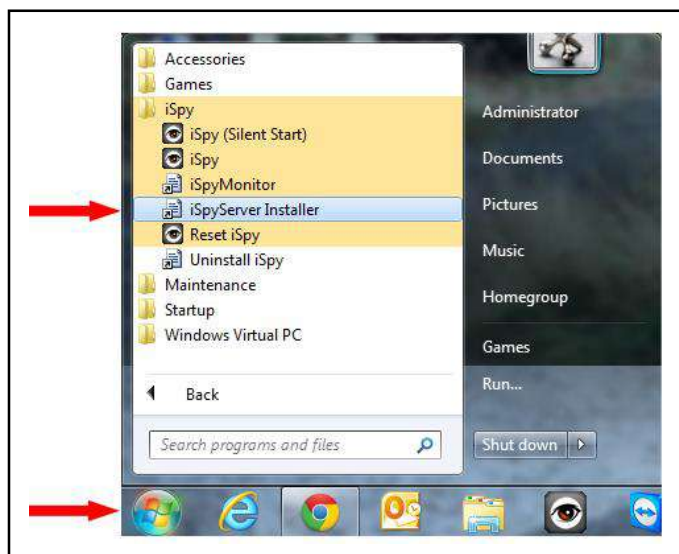 Accessories
Games
iSpy
iSpy (Silent Start)
iSpy
iSpyMonitor
iSpyServer Installer
Reset iSpy
Uninstall iSpy
Maintenance
Startup
Windows Virtual PC
Back
Search programs and files
Administrator
Documents
Pictures
Music
Homegroup
Games
Run...
Shut down